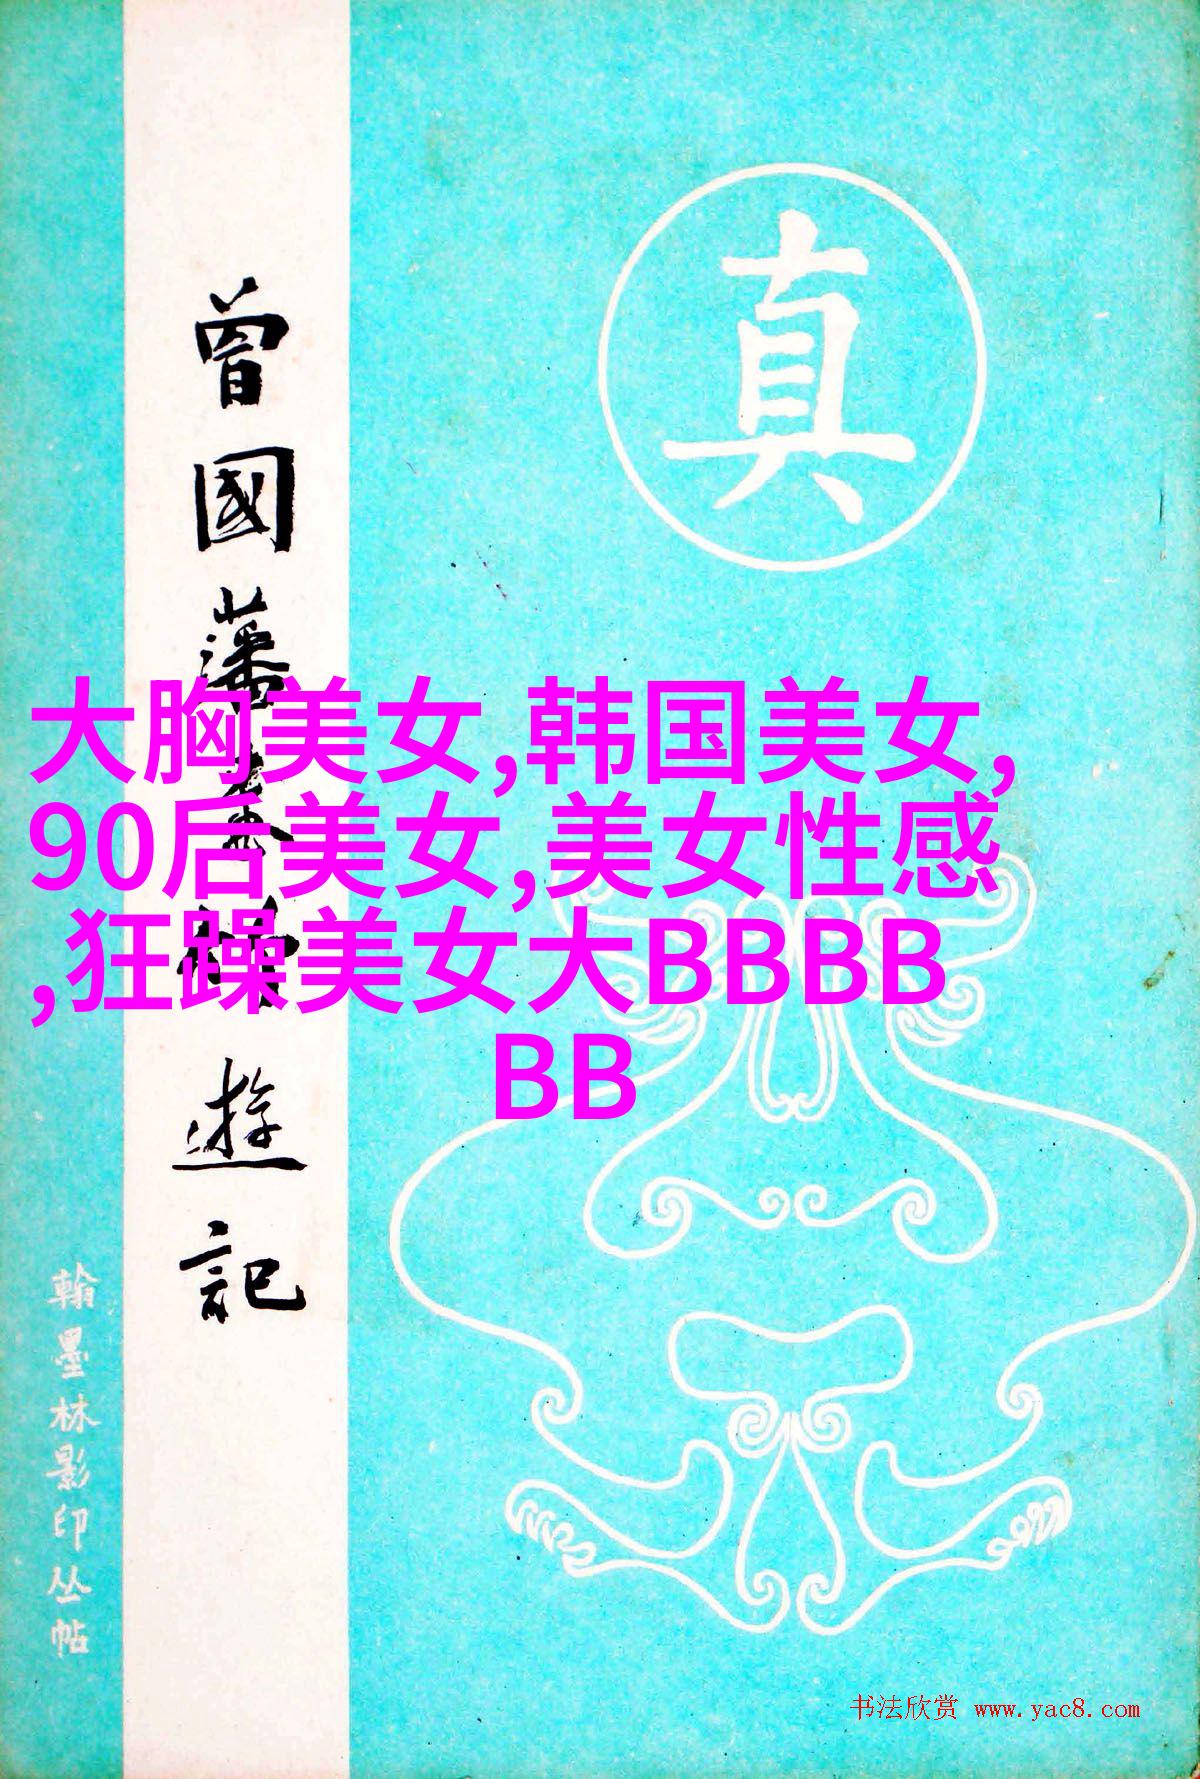 真
曾國藩
遊記
翰墨林影印丛帖
大胸美女,韩国美女,
90后美女,美女性感
,狂躁美女大BBBB
BB
书法欣赏 www.yac8.com